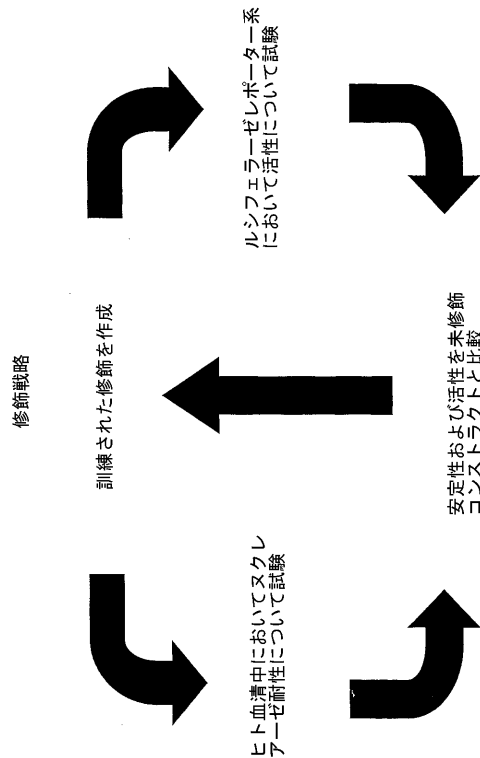 修飾戦略
訓練された修飾を作成
ヒト血清中においてヌクレ
アーゼ耐性について試験
ルシフェラーゼレポーター系
において活性について試験
安定性および活性を未修飾
コンストラクトと比較